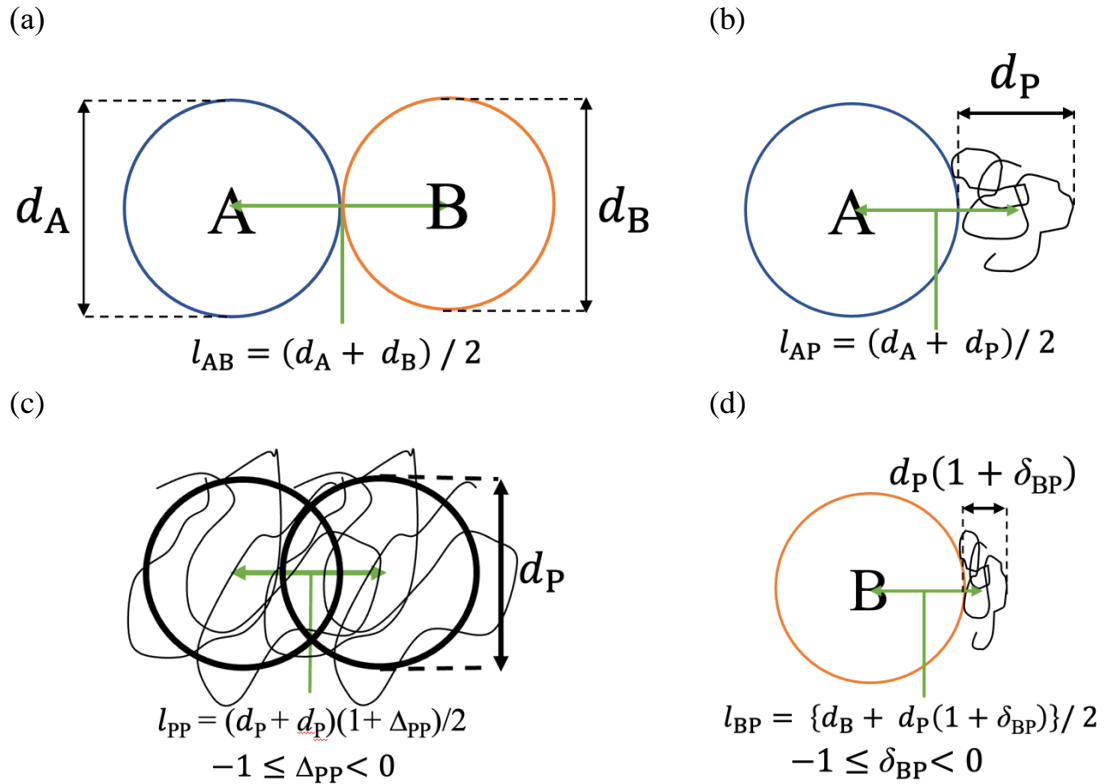 (a)
d_A
A
B
d_B
l_AB = (d_A + d_B) / 2
(b)
d_P
A
l_AP = (d_A + d_P)/ 2
(c)
d_P
l_PP = (d_P + d_P)(1+ Δ_PP)/2
−1 ≤ Δ_PP < 0
(d)
d_P(1 + δ_BP)
B
l_BP = {d_B + d_P(1 + δ_BP)}/ 2
−1 ≤ δ_BP < 0